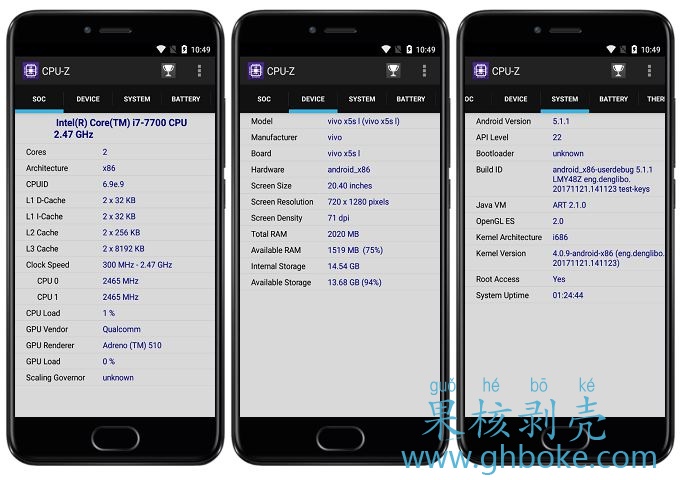 10:49
CPU-Z
SOC DEVICE SYSTEM BATTERY
Intel(R) Core(TM) i7-7700 CPU
2.47 GHz
Cores 2
Architecture x86
CPUID 6.9e.9
L1 D-Cache 2 x 32 KB
L1 I-Cache 2 x 32 KB
L2 Cache 2 x 256 KB
L3 Cache 2 x 8192 KB
Clock Speed 300 MHz - 2.47 GHz
CPU 0 2465 MHz
CPU 1 2465 MHz
CPU Load 1 %
GPU Vendor Qualcomm
GPU Renderer Adreno (TM) 510
GPU Load 0 %
Scaling Governor unknown
10:49
CPU-Z
SOC DEVICE SYSTEM BATTERY
Model vivo x5s l (vivo x5s l)
Manufacturer vivo
Board vivo x5s l
Hardware android_x86
Screen Size 20.40 inches
Screen Resolution 720 x 1280 pixels
Screen Density 71 dpi
Total RAM 2020 MB
Available RAM 1519 MB (75%)
Internal Storage 14.54 GB
Available Storage 13.68 GB (94%)
10:49
CPU-Z
OC DEVICE SYSTEM BATTERY THER
Android Version 5.1.1
API Level 22
Bootloader unknown
Build ID android_x86-userdebug 5.1.1
LMY48Z eng.denglibo.
20171121.141123 test-keys
Java VM ART 2.1.0
OpenGL ES 2.0
Kernel Architecture i686
Kernel Version 4.0.9-android-x86 (eng.denglibo.
20171121.141123)
Root Access Yes
System Uptime 01:24:44
guǒ hé bō ké
果核剥壳
www.ghboke.com